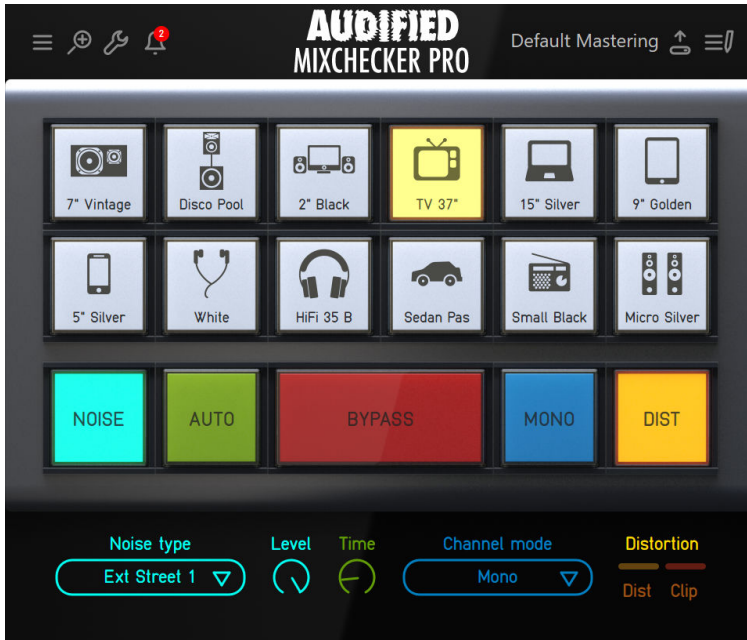 2
AUDIFIED
MIXCHECKER PRO
Default Mastering
7" Vintage
Disco Pool
2" Black
TV 37"
15" Silver
9" Golden
5" Silver
White
HiFi 35 B
Sedan Pas
Small Black
Micro Silver
NOISE
AUTO
BYPASS
MONO
DIST
Noise type
Level
Time
Channel mode
Distortion
Ext Street 1
Mono
Dist
Clip